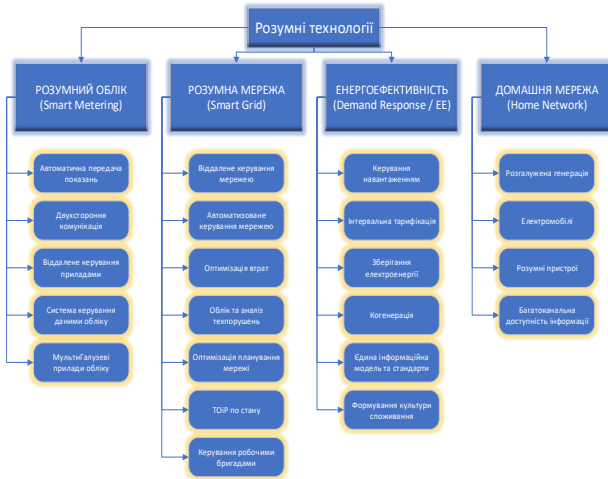 Розумні технології
РОЗУМНИЙ ОБЛІК
(Smart Metering)
Автоматична передача
показань
Двухстороння
комунікація
Віддалене керування
приладами
Система керування
даними обліку
МультиГалузеві
прилади обліку
РОЗУМНА МЕРЕЖА
(Smart Grid)
Віддалене керування
мережею
Автоматизоване
керування мережею
Оптимізація втрат
Облік та аналіз
техпорушень
Оптимізація планування
мережі
ТОіР по стану
Керування робочими
бригадами
ЕНЕРГОЕФЕКТИВНІСТЬ
(Demand Response / EE)
Керування
навантаженням
Інтервальна тарифікація
Зберігання
електроенергії
Когенерація
Єдина інформаційна
модель та стандарти
Формування культури
споживання
ДОМАШНЯ МЕРЕЖА
(Home Network)
Розгалужена генерація
Електромобілі
Розумні пристрої
Багатоканальна
доступність інформації